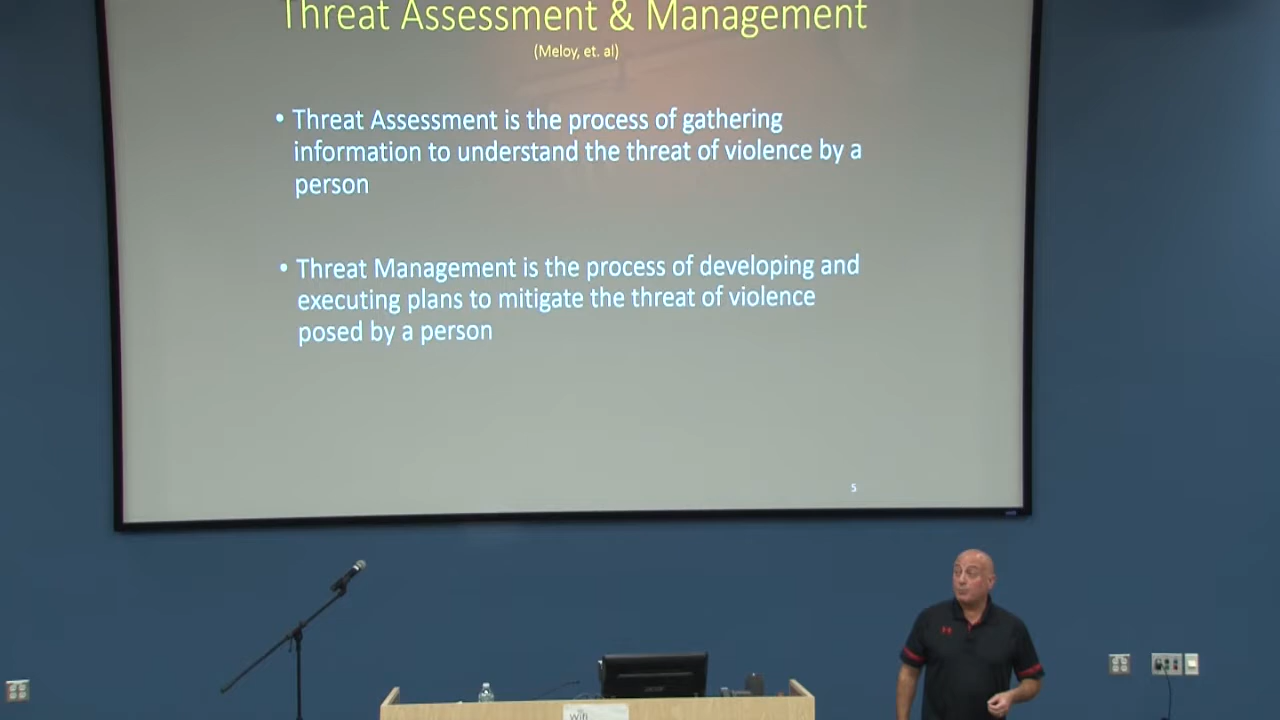 Threat Assessment & Management
(Meloy, et. al)
• Threat Assessment is the process of gathering
information to understand the threat of violence by a
person
• Threat Management is the process of developing and
executing plans to mitigate the threat of violence
posed by a person
5
acer
Wifi